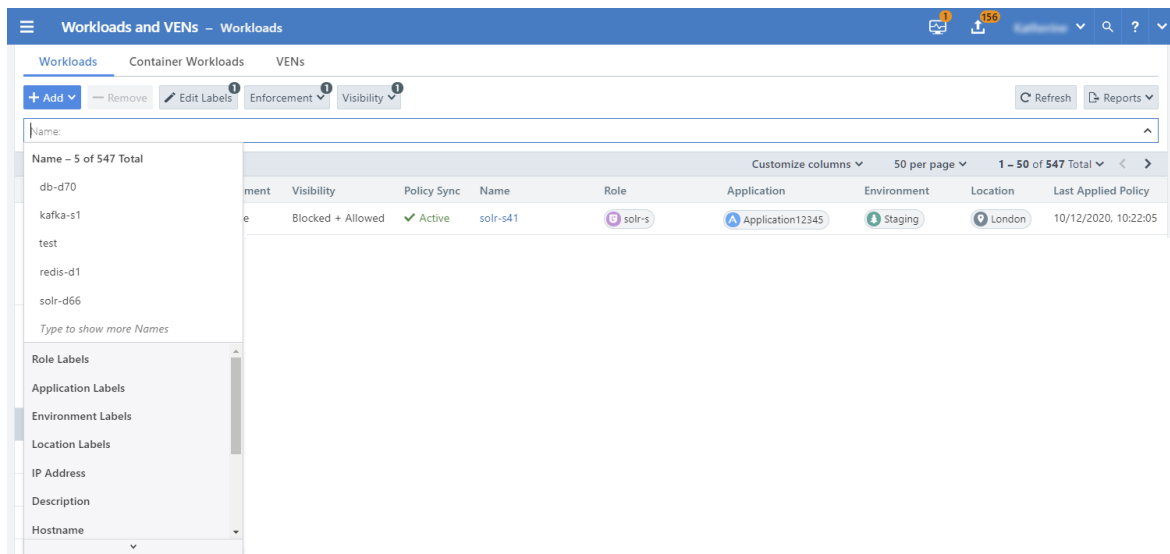 Workloads and VENs – Workloads
1
156
Workloads Container Workloads VENs
+ Add — Remove Edit Labels 1 Enforcement 1 Visibility 1 Refresh Reports
Name:
Customize columns 50 per page 1 – 50 of 547 Total
Name – 5 of 547 Total
db-d70
kafka-s1
test
redis-d1
solr-d66
Type to show more Names
Role Labels
Application Labels
Environment Labels
Location Labels
IP Address
Description
Hostname
ment Visibility Policy Sync Name Role Application Environment Location Last Applied Policy
e Blocked + Allowed Active solr-s41 solr-s Application12345 Staging London 10/12/2020, 10:22:05